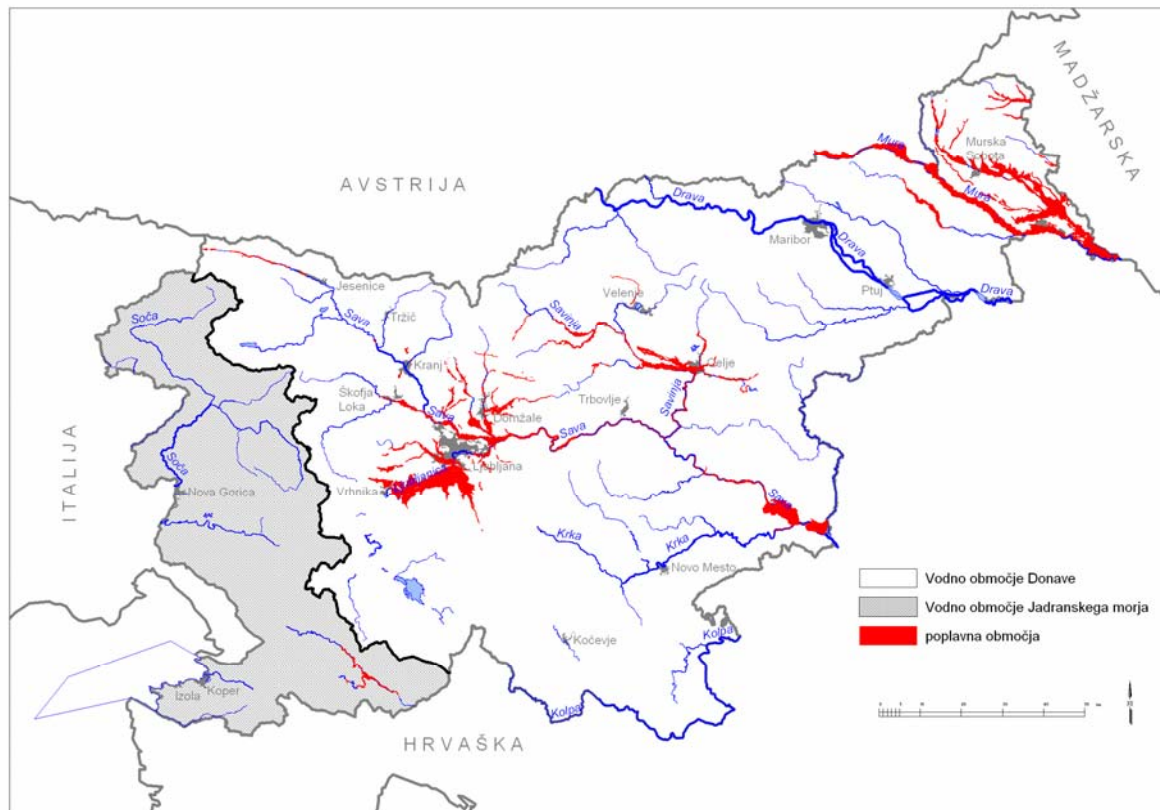 MADŽARSKA
AVSTRIJA
Mura
Murska
Sobota
Mura
Drava
Maribor
Drava
Ptuj
Drava
Jesenice
Soča
Sava
Tržič
Velenje
Savinja
Kranj
Celje
Škofja
Loka
Sava
Domžale
Trbovlje
Savinja
Sava
Ljubljana
Vrhnika
Soča
Nova Gorica
ITALIJA
Sava
Krka
Krka
Novo Mesto
Kočevje
Kolpa
Izola
Koper
Kolpa
HRVAŠKA
Vodno območje Donave
Vodno območje Jadranskega morja
poplavna območja